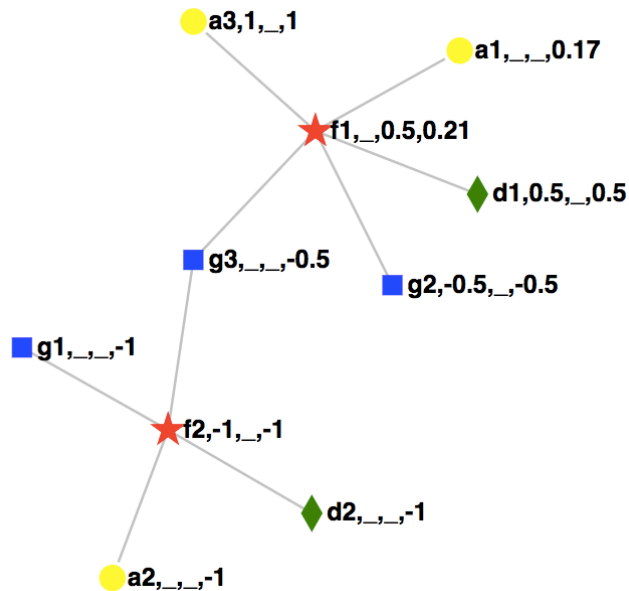 a3,1,_,1
a1,_,_,0.17
f1,_,0.5,0.21
d1,0.5,_,0.5
g3,_,_,-0.5
g2,-0.5,_,-0.5
g1,_,_,-1
f2,-1,_,-1
d2,_,_,-1
a2,_,_,-1